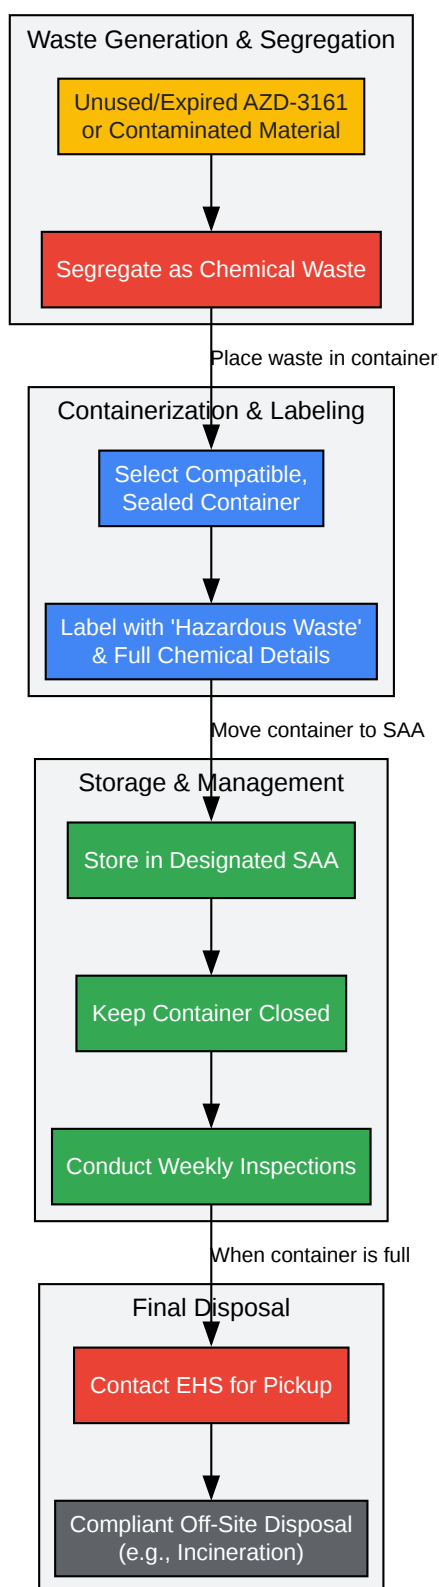 Waste Generation & Segregation
Unused/Expired AZD-3161
or Contaminated Material
Segregate as Chemical Waste
Place waste in container
Containerization & Labeling
Select Compatible,
Sealed Container
Label with 'Hazardous Waste'
& Full Chemical Details
Move container to SAA
Storage & Management
Store in Designated SAA
Keep Container Closed
Conduct Weekly Inspections
When container is full
Final Disposal
Contact EHS for Pickup
Compliant Off-Site Disposal
(e.g., Incineration)